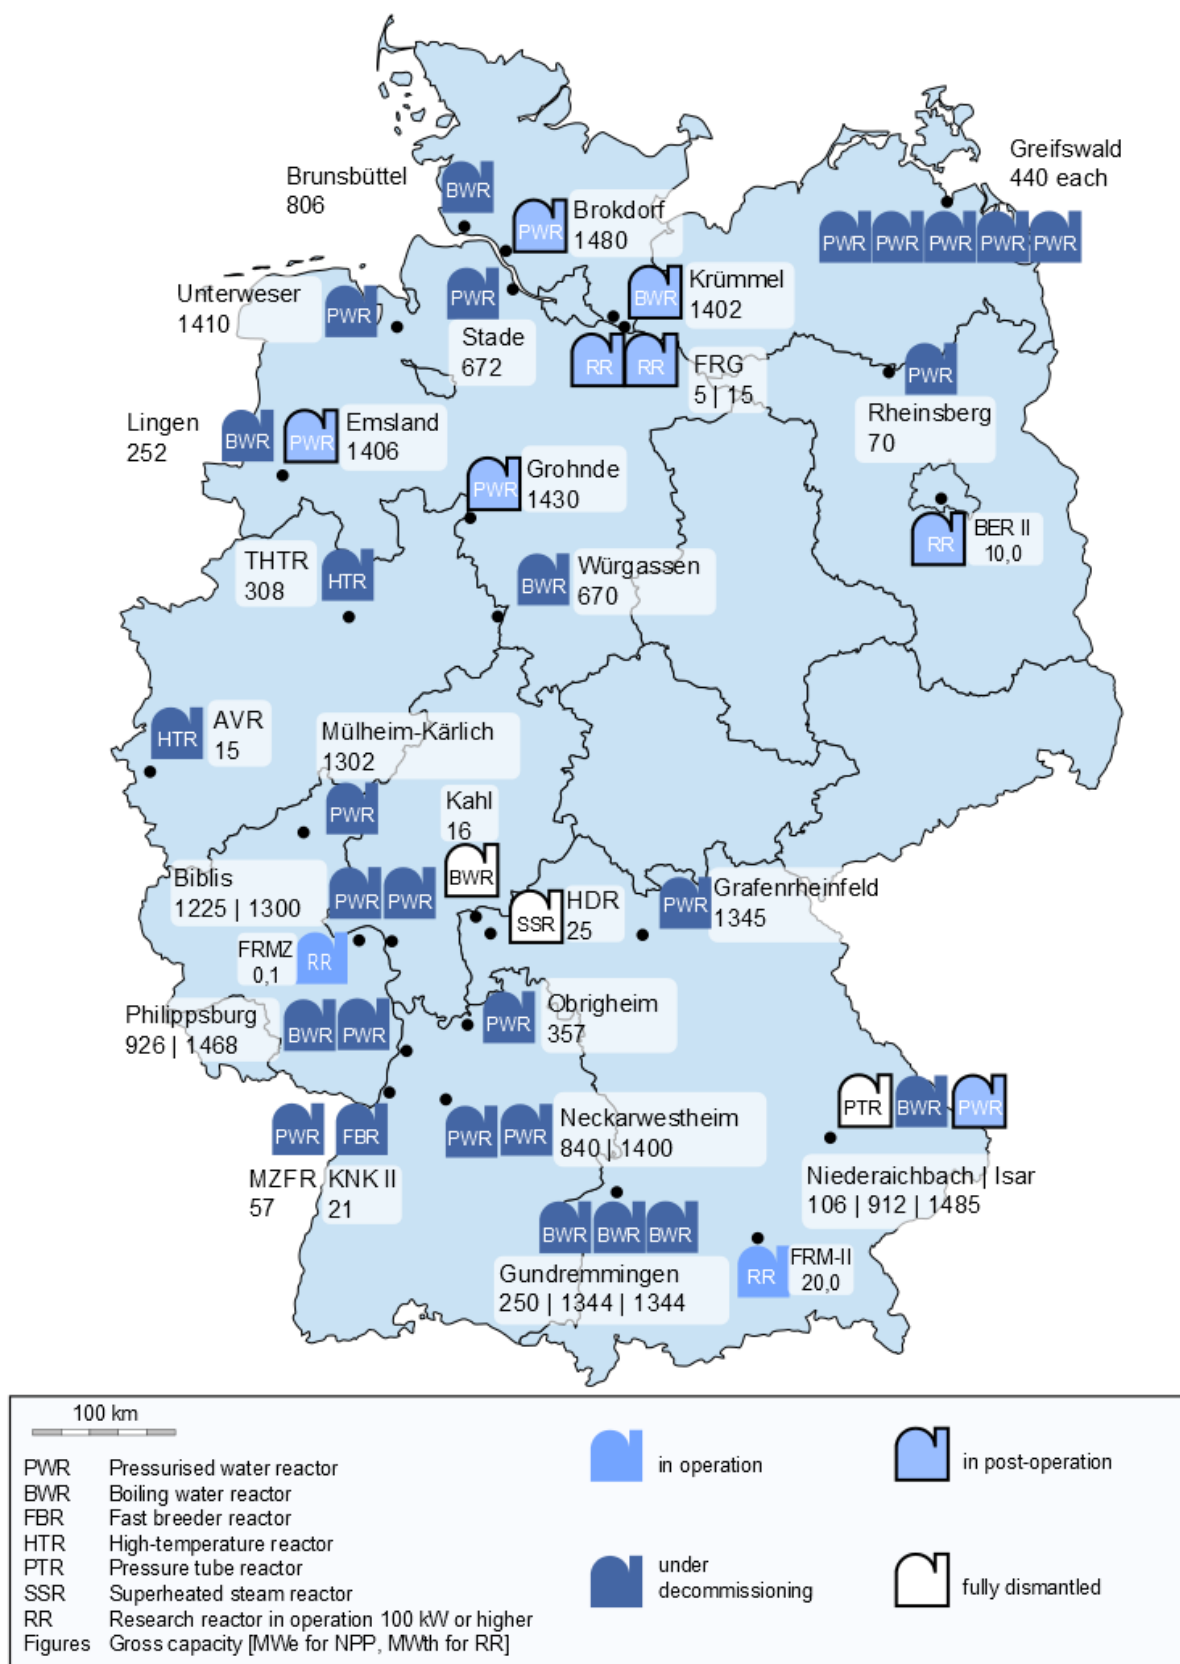 Greifswald
440 each
PWR PWR PWR PWR PWR
Brunsbüttel
806
BWR
PWR
Brokdorf
1480
Unterweser
1410
PWR
PWR
Stade
672
BWR
Krümmel
1402
RR RR
FRG
5 | 15
PWR
Rheinsberg
70
Lingen
252
BWR
PWR
Emsland
1406
PWR
Grohnde
1430
RR
BER II
10,0
THTR
308
HTR
BWR
Würgassen
670
HTR
AVR
15
Mülheim-Kärlich
1302
PWR
Kahl
16
BWR
Biblis
1225 | 1300
PWR PWR
SSR
HDR
25
PWR
Grafenrheinfeld
1345
FRMZ
0,1
RR
Philippsburg
926 | 1468
BWR PWR
PWR
Obrigheim
357
PTR BWR PWR
Niederaichbach | Isar
106 | 912 | 1485
PWR FBR
MZFR KNK II
57 21
PWR PWR
Neckarwestheim
840 | 1400
BWR BWR BWR
Gundremmingen
250 | 1344 | 1344
RR
FRM-II
20,0
100 km
PWR Pressurised water reactor
BWR Boiling water reactor
FBR Fast breeder reactor
HTR High-temperature reactor
PTR Pressure tube reactor
SSR Superheated steam reactor
RR Research reactor in operation 100 kW or higher
Figures Gross capacity [MWe for NPP, MWth for RR]
in operation
in post-operation
under
decommissioning
fully dismantled